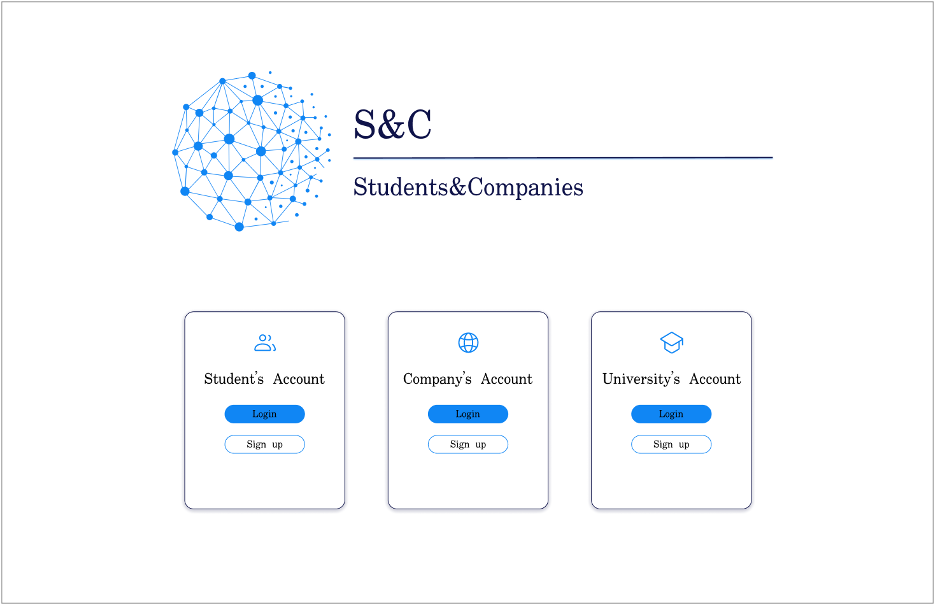 S&C
Students&Companies
Student's Account
Login
Sign up
Company's Account
Login
Sign up
University's Account
Login
Sign up